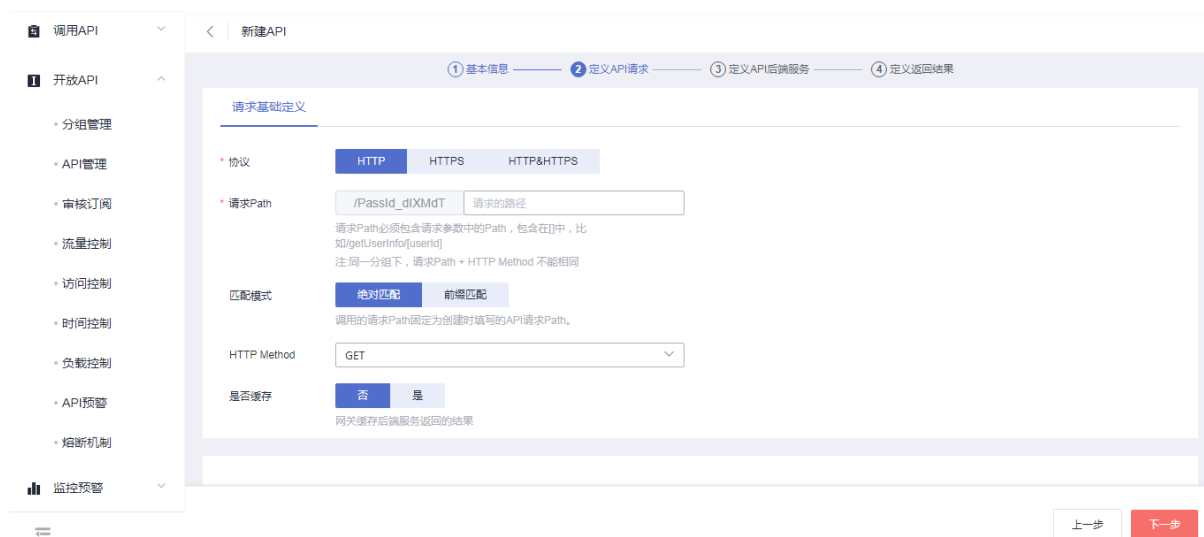 调用API
开放API
分组管理
API管理
审核订阅
流量控制
访问控制
时间控制
负载控制
API预警
熔断机制
监控预警
新建API
1 基本信息 2 定义API请求 3 定义API后端服务 4 定义返回结果
请求基础定义
* 协议 HTTP HTTPS HTTP&HTTPS
* 请求Path /PassId_dIXMdT 请求的路径
请求Path必须包含请求参数中的Path，包含在[]中，比
如/getUserInfo/[userId]
注:同一分组下，请求Path + HTTP Method 不能相同
匹配模式 绝对匹配 前缀匹配
调用的请求Path固定为创建时填写的API请求Path。
HTTP Method GET
是否缓存 否 是
网关缓存后端服务返回的结果
上一步 下一步